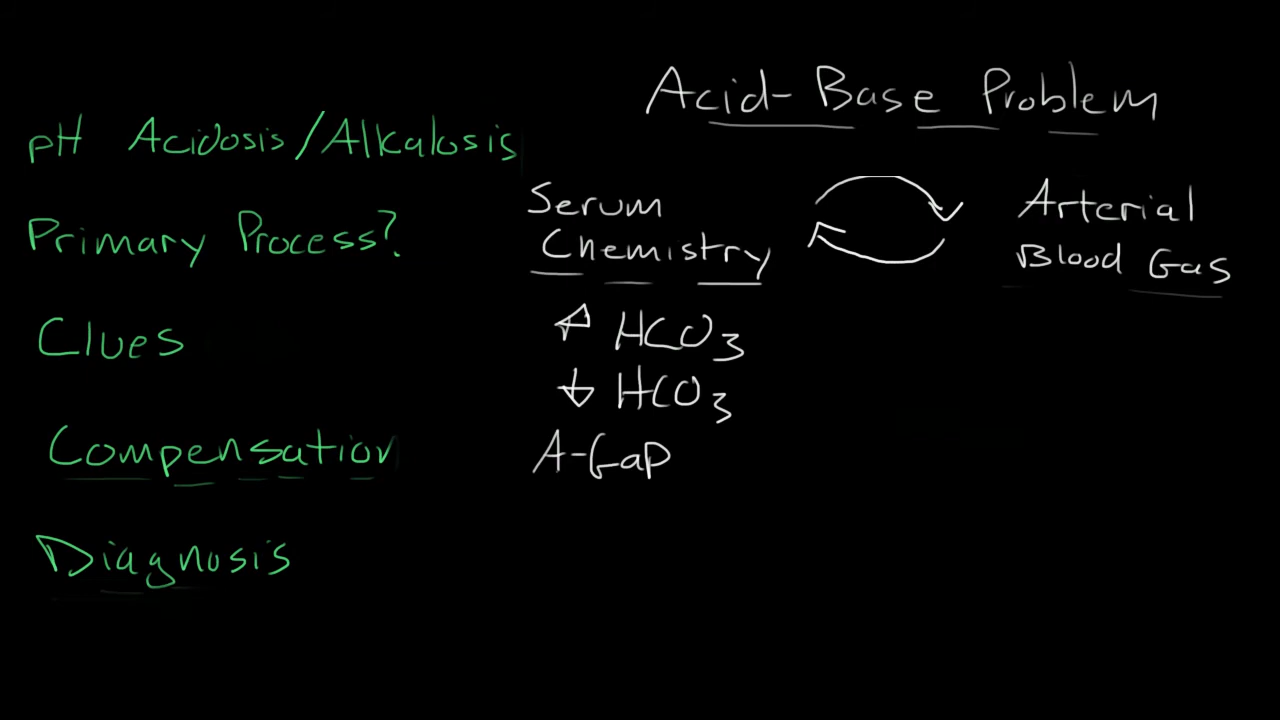 Acid-Base Problem
pH Acidosis/Alkalosis
Primary Process?
Clues
Compensation
Diagnosis
Serum
Chemistry
↑ HCO3
↓ HCO3
A-Gap
Arterial
Blood Gas